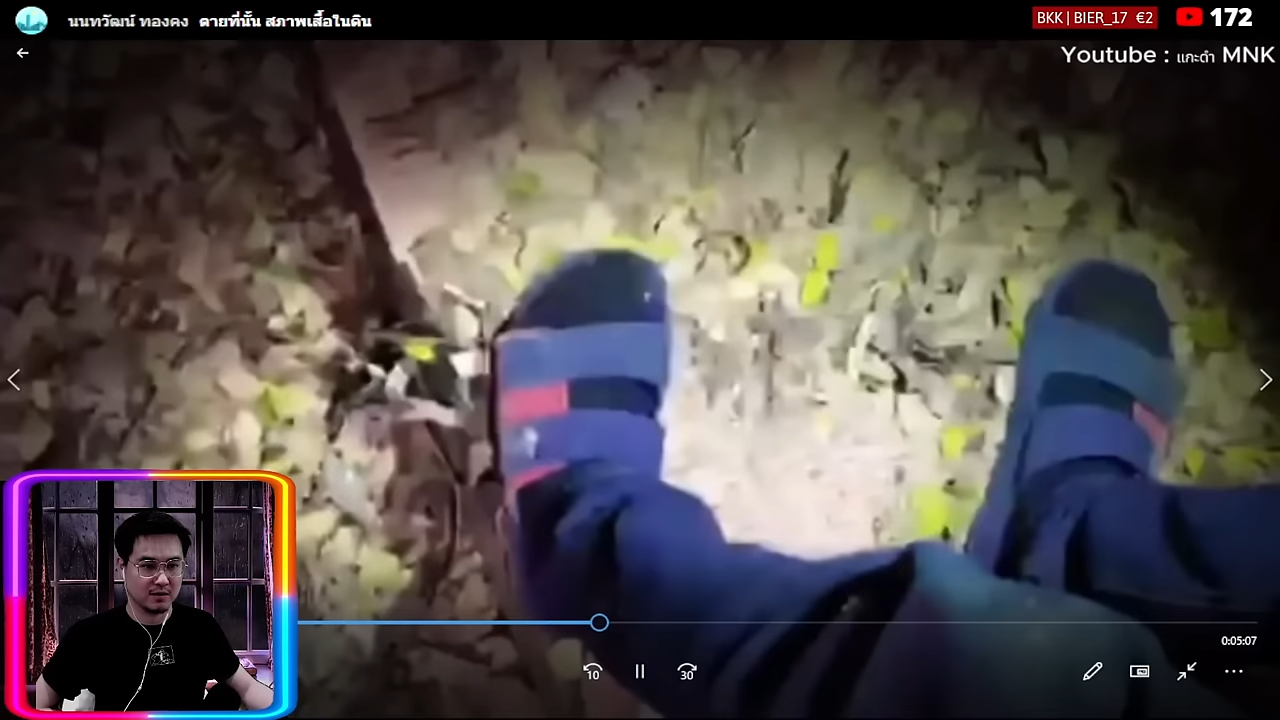 นนทวัฒน์ ทองคง ตายที่นั้น สภาพเสื้อในดิน
BKK | BIER_17 €2
172
Youtube : แกะดำ MNK
0:05:07
10
30